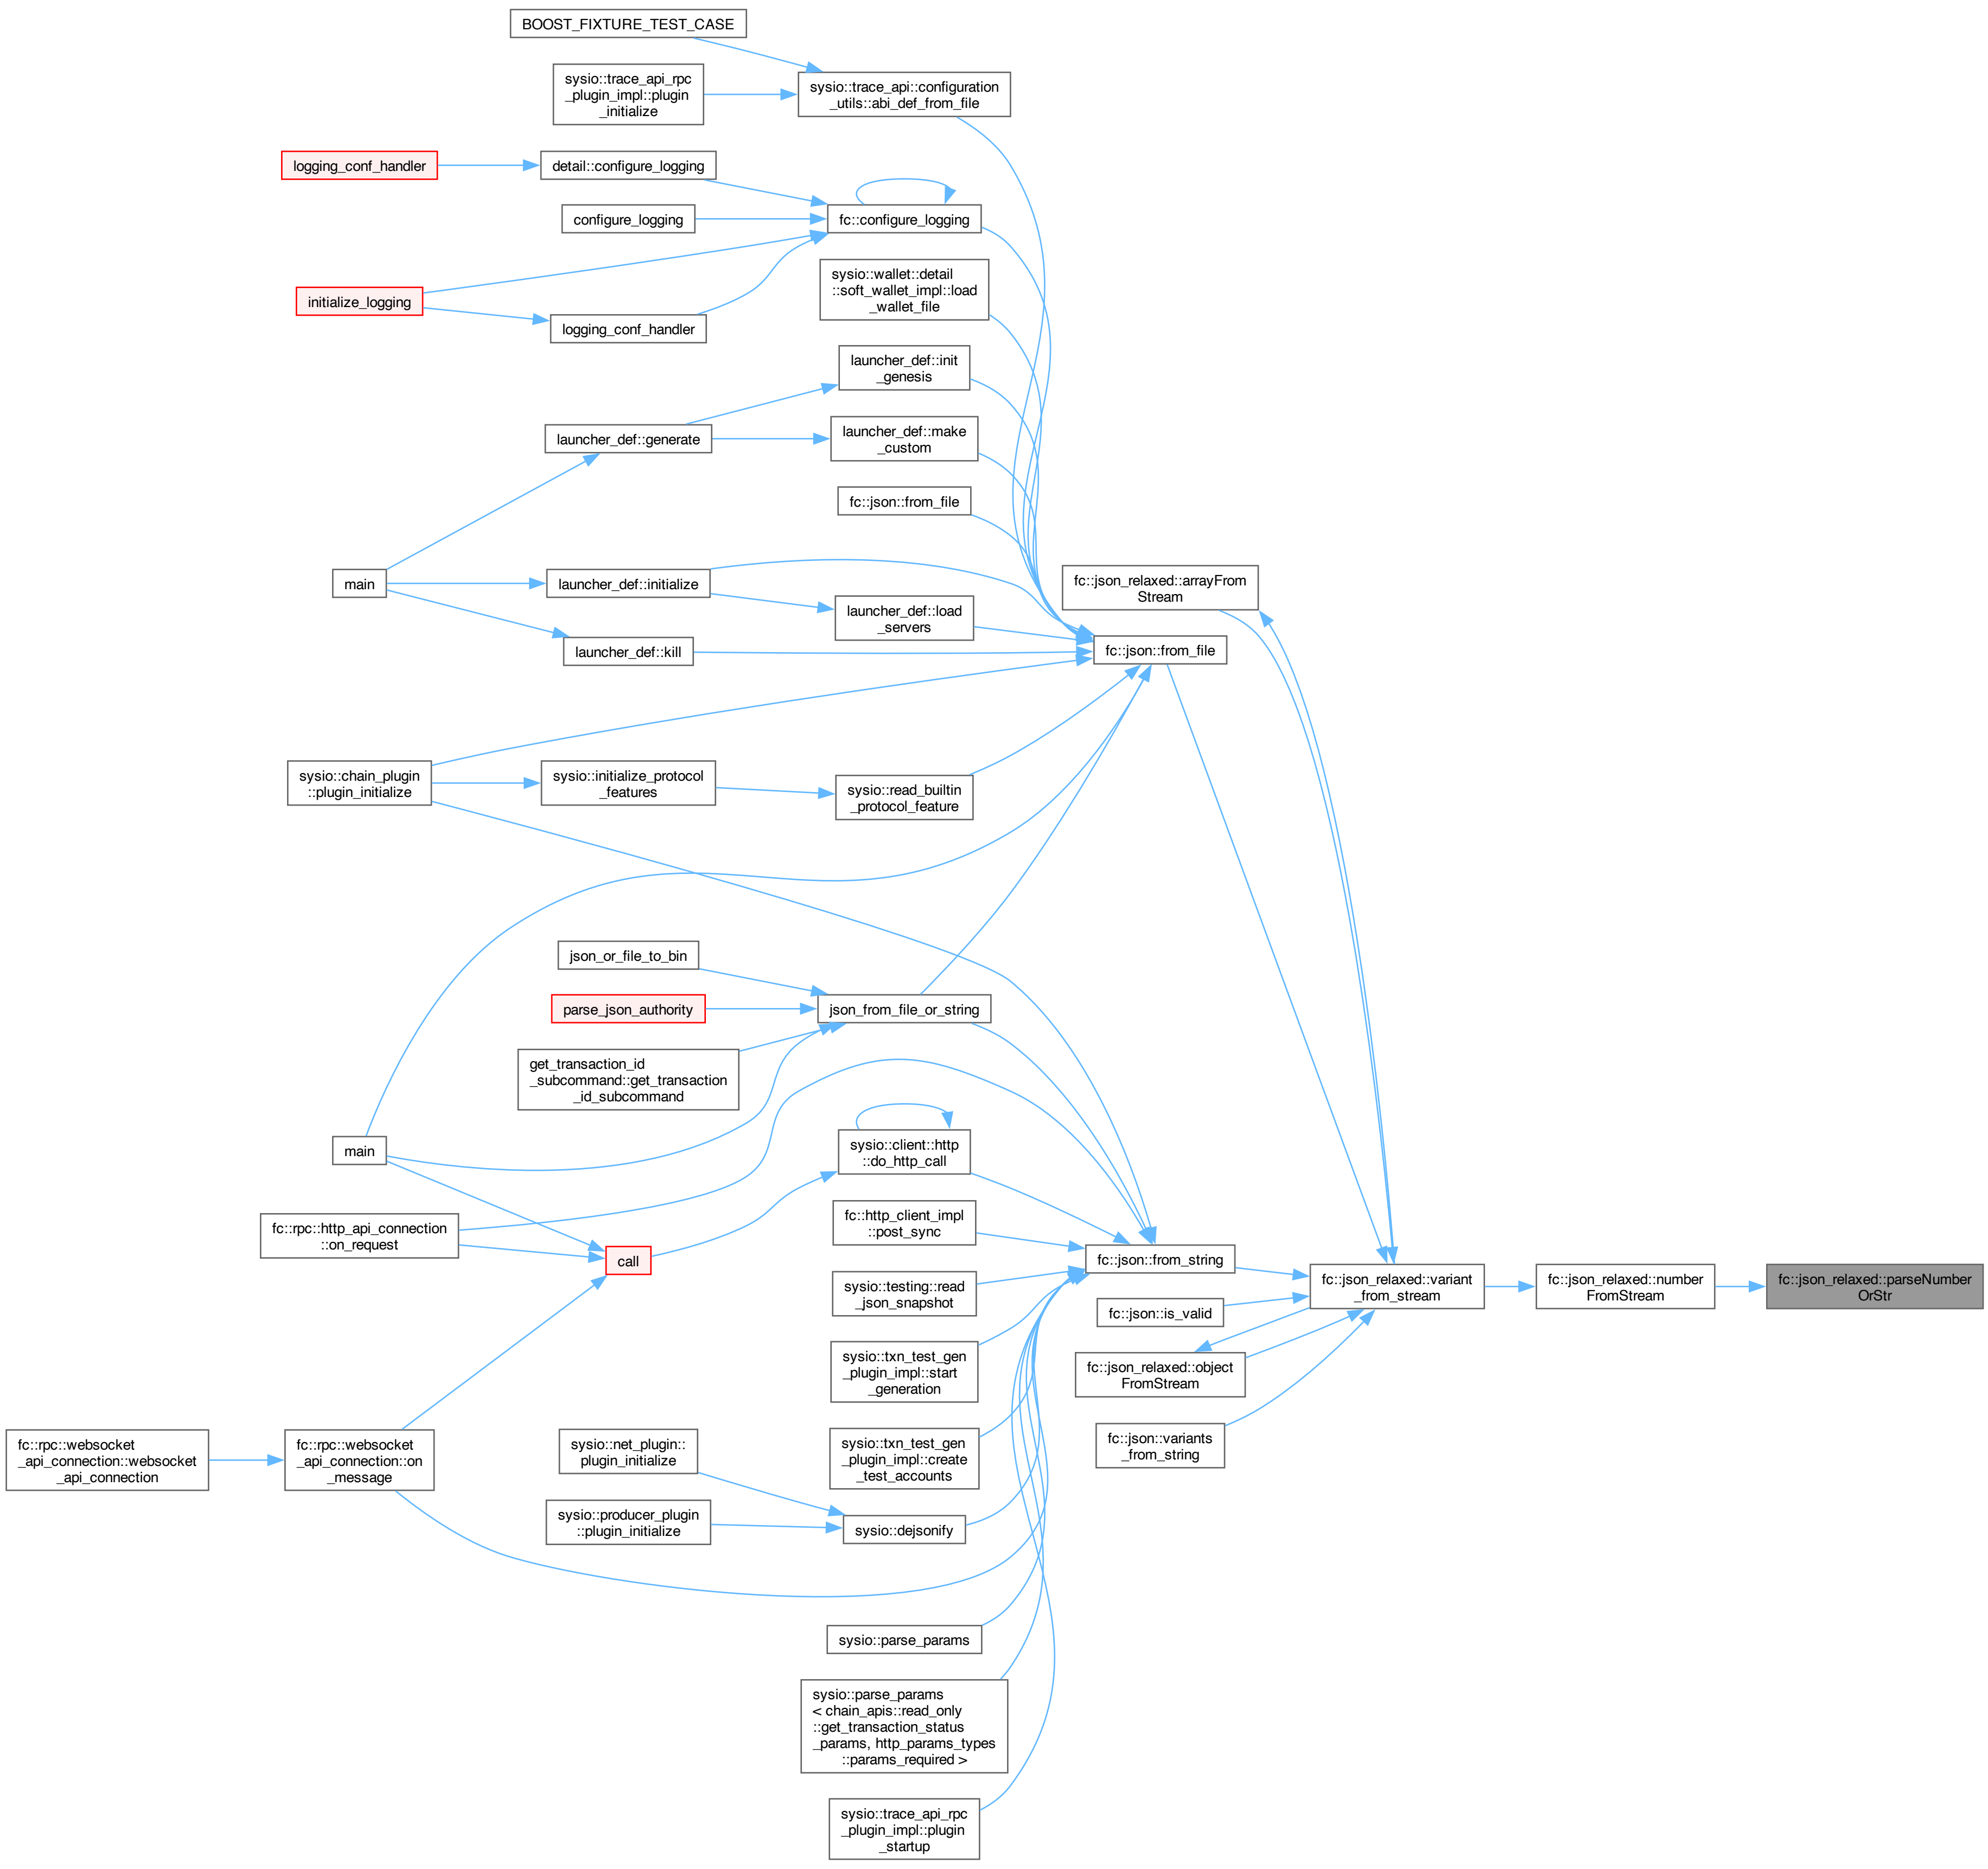 BOOST_FIXTURE_TEST_CASE
sysio::trace_api_rpc
_plugin_impl::plugin
_initialize
sysio::trace_api::configuration
_utils::abi_def_from_file
logging_conf_handler
detail::configure_logging
configure_logging
fc::configure_logging
initialize_logging
logging_conf_handler
sysio::wallet::detail
::soft_wallet_impl::load
_wallet_file
launcher_def::init
_genesis
launcher_def::generate
launcher_def::make
_custom
fc::json::from_file
main
launcher_def::initialize
launcher_def::load
_servers
launcher_def::kill
fc::json_relaxed::arrayFrom
Stream
fc::json::from_file
sysio::chain_plugin
::plugin_initialize
sysio::initialize_protocol
_features
sysio::read_builtin
_protocol_feature
json_or_file_to_bin
parse_json_authority
json_from_file_or_string
get_transaction_id
_subcommand::get_transaction
_id_subcommand
main
sysio::client::http
::do_http_call
fc::rpc::http_api_connection
::on_request
call
fc::http_client_impl
::post_sync
fc::json::from_string
sysio::testing::read
_json_snapshot
fc::json::is_valid
fc::json_relaxed::variant
_from_stream
fc::json_relaxed::number
FromStream
fc::json_relaxed::parseNumber
OrStr
sysio::txn_test_gen
_plugin_impl::start
_generation
fc::json_relaxed::object
FromStream
fc::json::variants
_from_string
fc::rpc::websocket
_api_connection::websocket
_api_connection
fc::rpc::websocket
_api_connection::on
_message
sysio::net_plugin::
plugin_initialize
sysio::txn_test_gen
_plugin_impl::create
_test_accounts
sysio::producer_plugin
::plugin_initialize
sysio::dejsonify
sysio::parse_params
sysio::parse_params
< chain_apis::read_only
::get_transaction_status
_params, http_params_types
::params_required >
sysio::trace_api_rpc
_plugin_impl::plugin
_startup